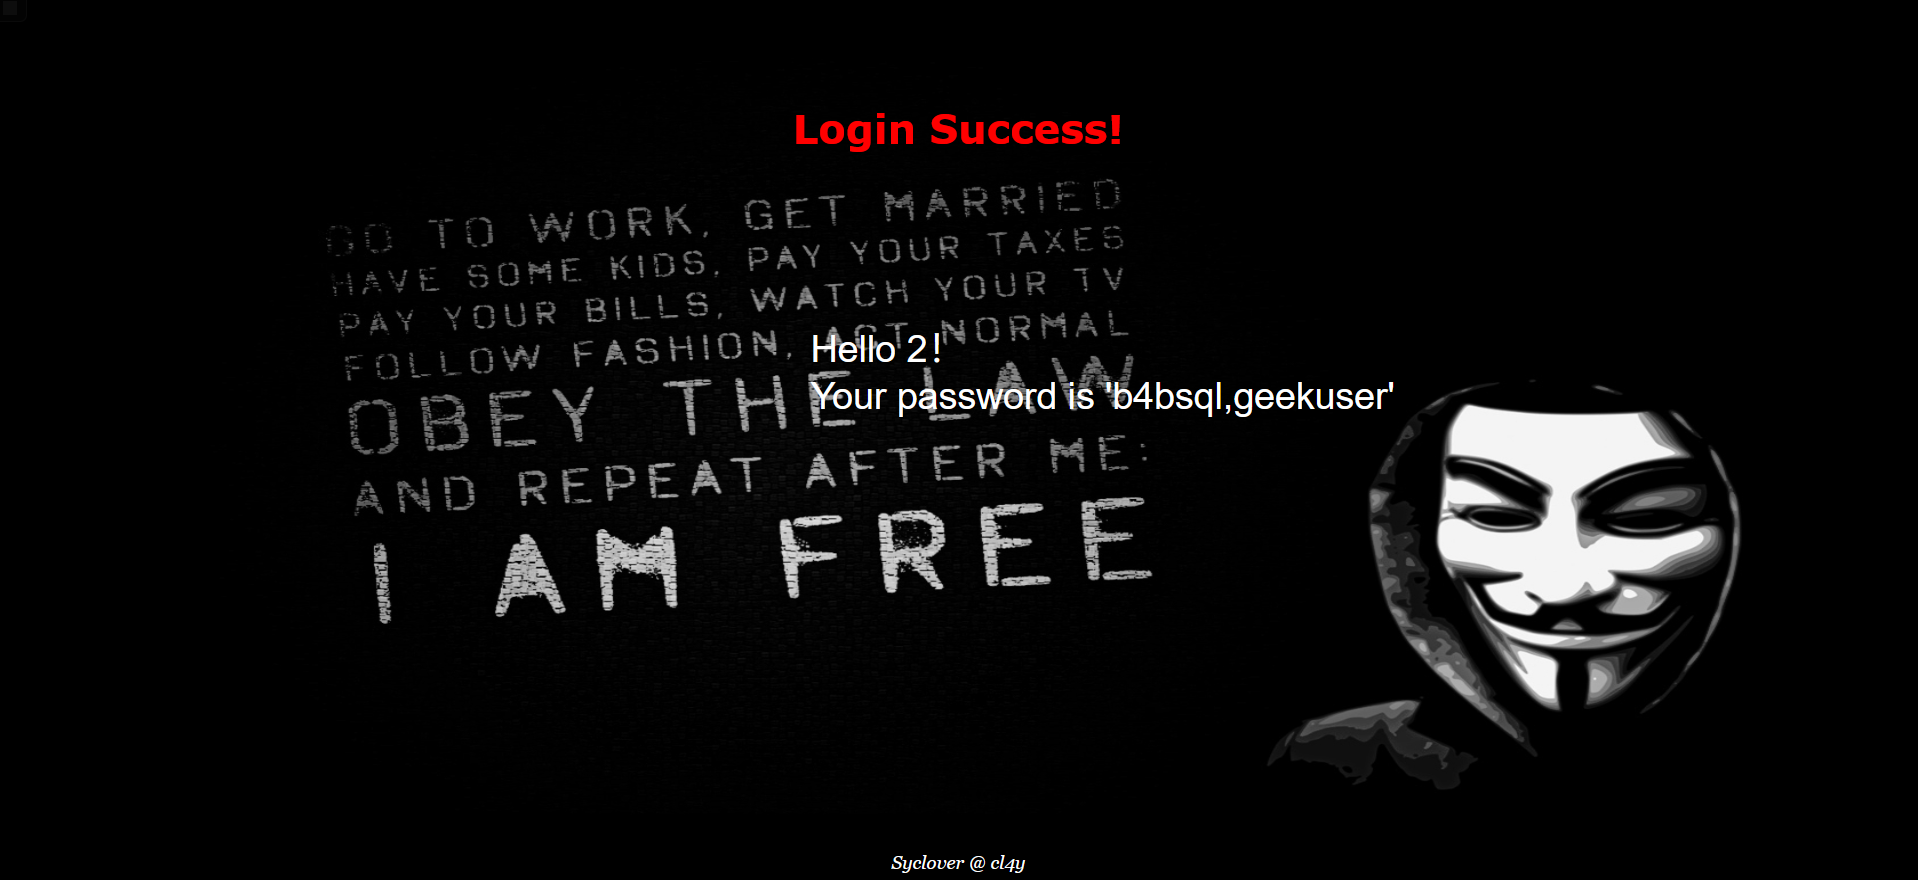 Login Success!
GO TO WORK, GET MARRIED
HAVE SOME KIDS, PAY YOUR TAXES
PAY YOUR BILLS, WATCH YOUR TV
FOLLOW FASHION, ACT NORMAL
Hello 2！
OBEY THE LAW
Your password is 'b4bsql,geekuser'
AND REPEAT AFTER ME:
I AM FREE
Syclover @ cl4y